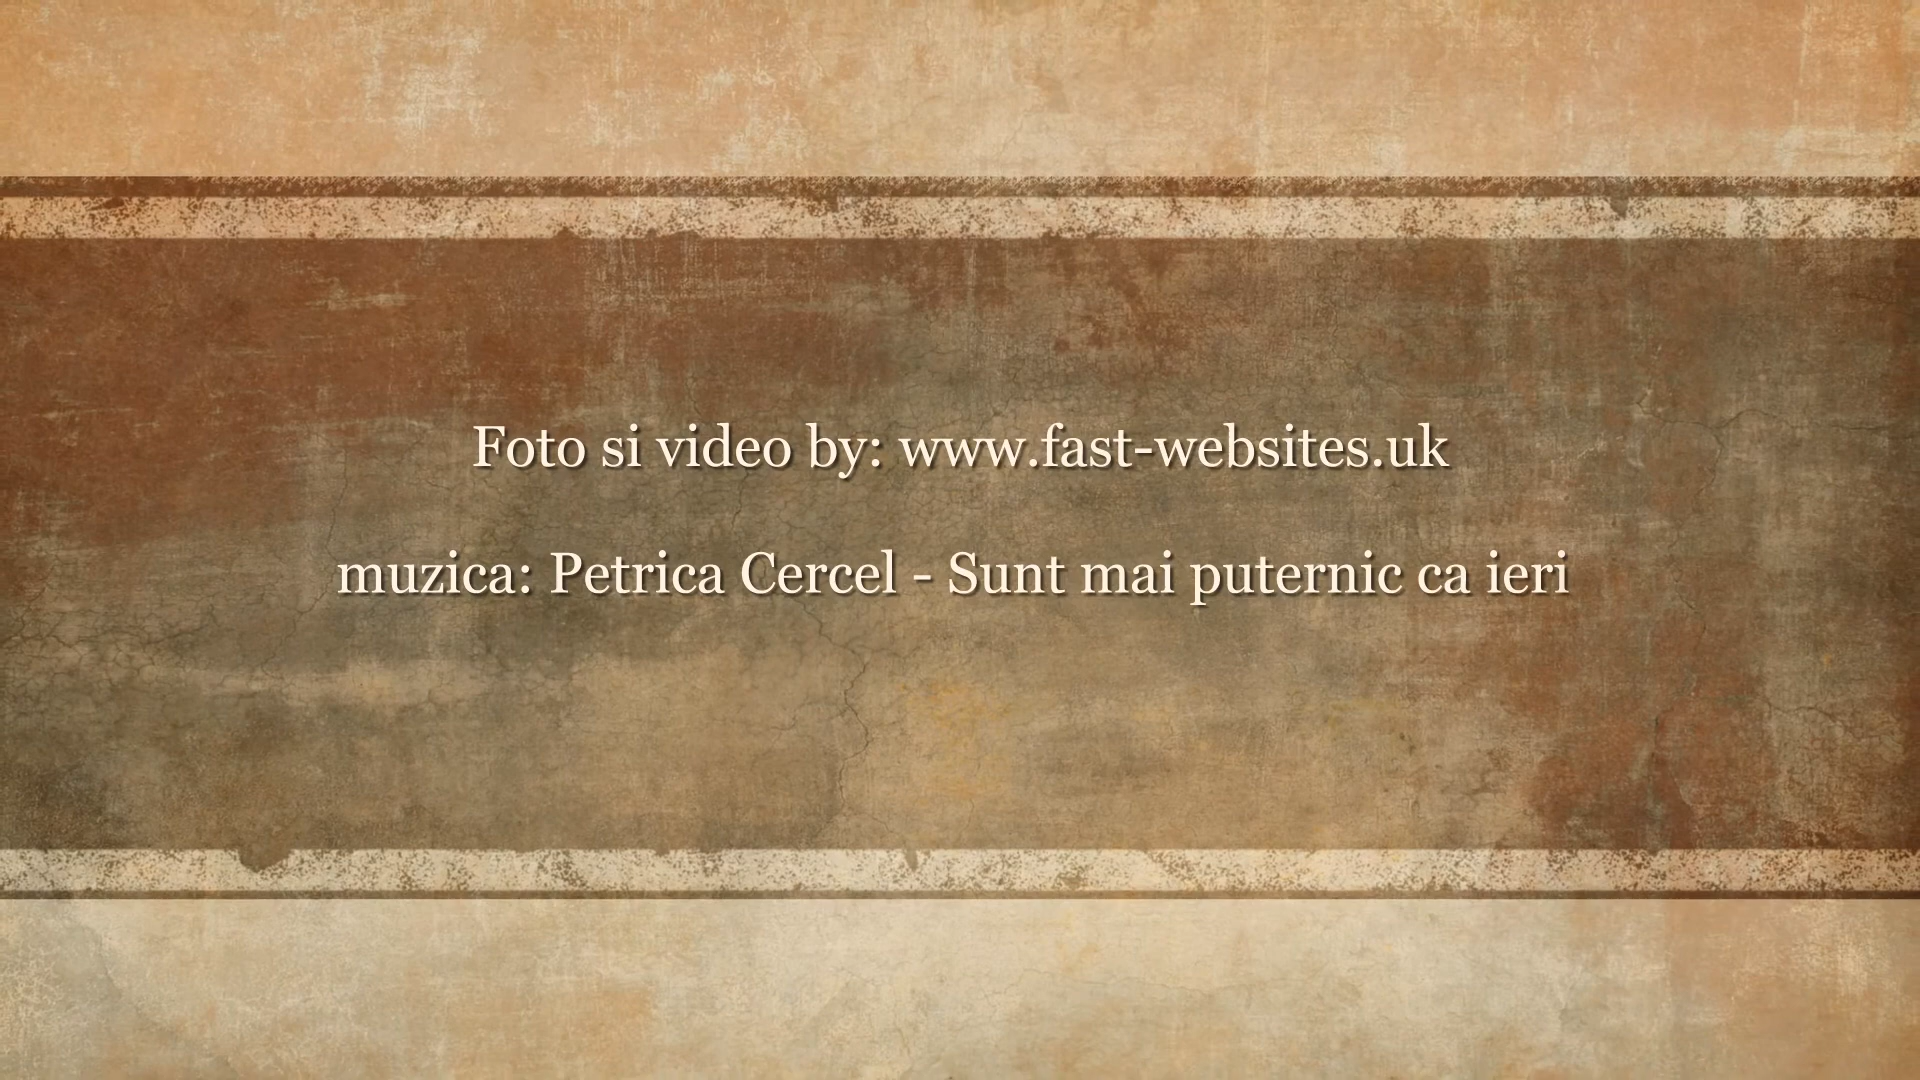 Foto si video by: www.fast-websites.uk
muzica: Petrica Cercel - Sunt mai puternic ca ieri